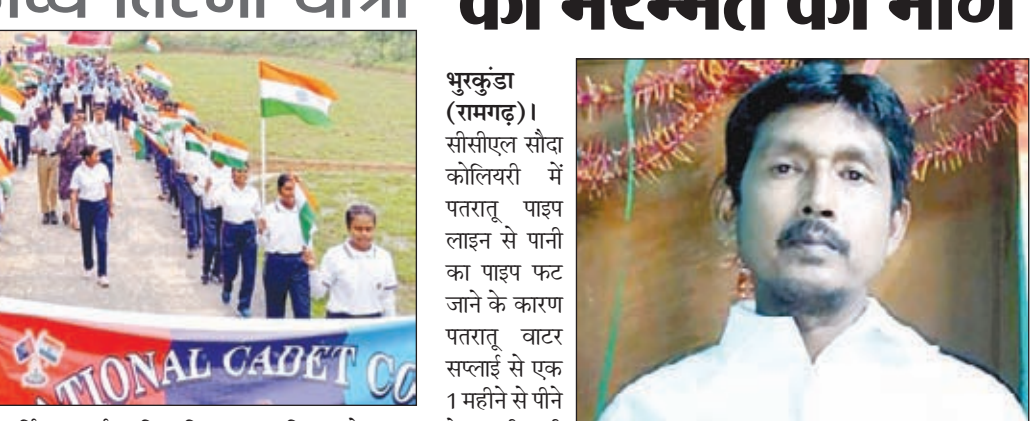 तिरंगा यात्रा
की मरम्मत की मांग
NATIONAL CADET CO
भुरकुंडा
(रामगढ़)।
सीसीएल सौदा
कोलियरी में
पतरातू पाइप
लाइन से पानी
का पाइप फट
जाने के कारण
पतरातू वाटर
सप्लाई से एक
1 महीने से पीने